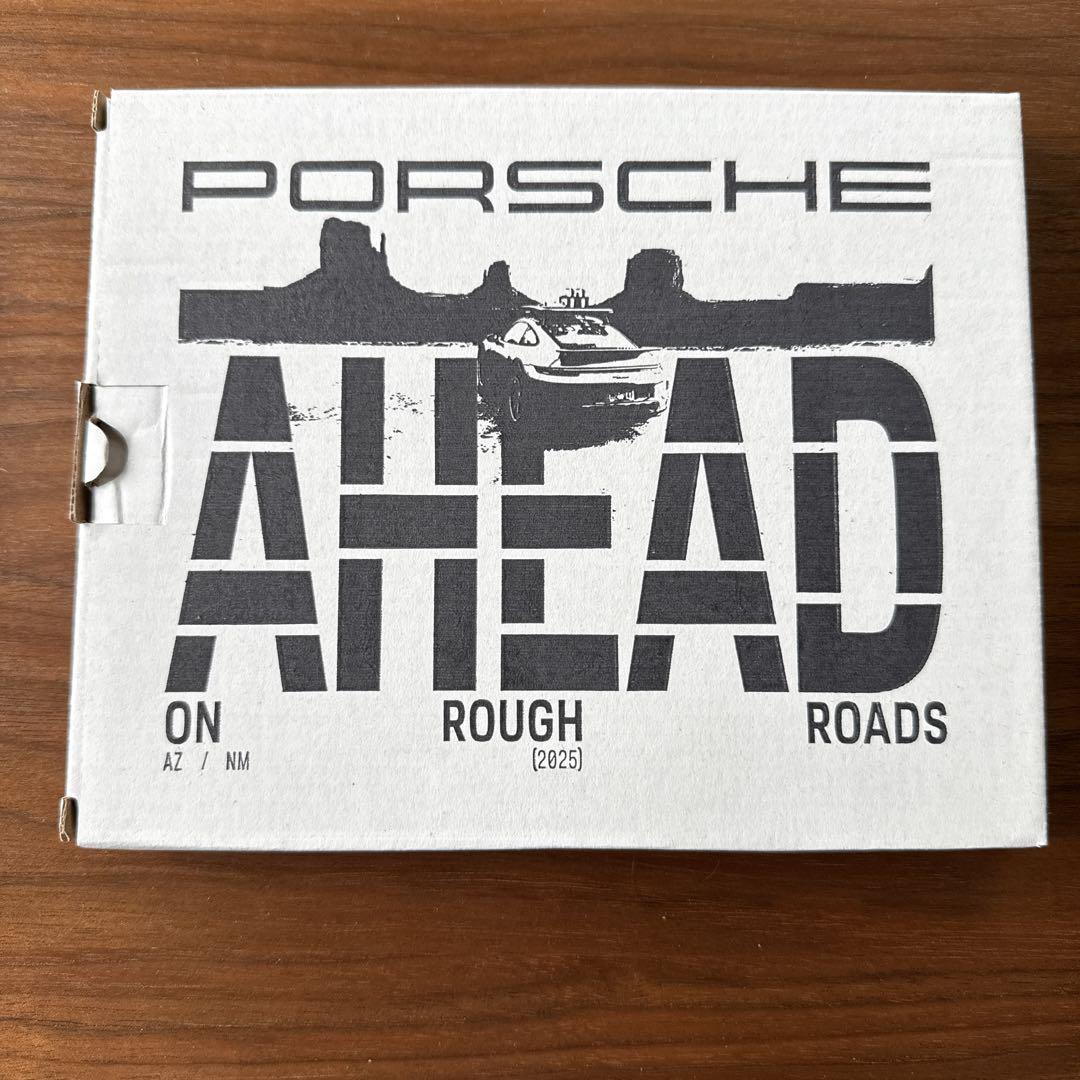 PORSCHE
AHEAD
ON ROUGH ROADS
AZ / NM (2025)